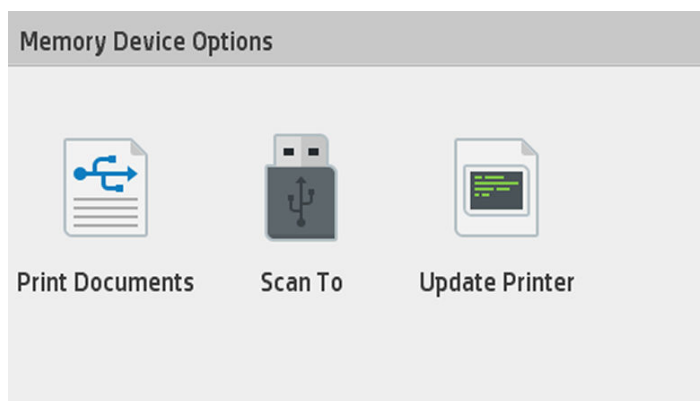 Memory Device Options
Print Documents
Scan To
Update Printer